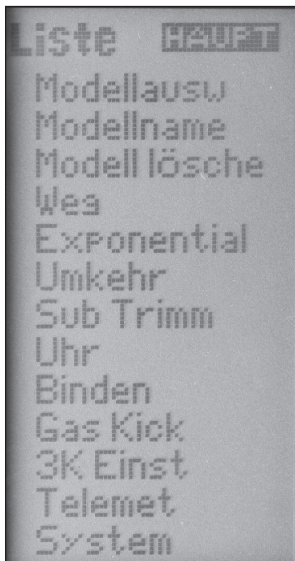 Liste HAUPT
Modellausw
Modellname
Modell lösche
Weg
Exponential
Umkehr
Sub Trimm
Uhr
Binden
Gas Kick
3K Einst
Telemet
System